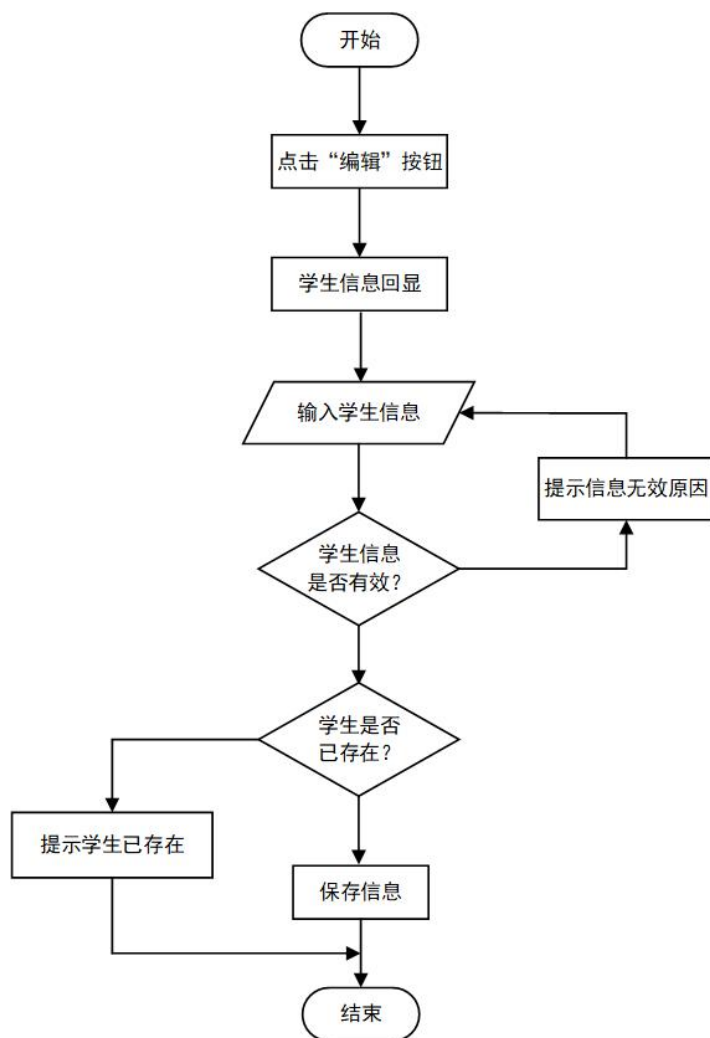 开始
点击“编辑”按钮
学生信息回显
输入学生信息
提示信息无效原因
学生信息
是否有效?
学生是否
已存在?
提示学生已存在
保存信息
结束